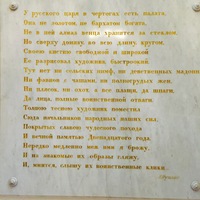 У русского царя в чертогах есть палата:
Она не золотом, не бархатом богата,
Не в ней алмаз венца хранится за стеклом,
Но сверху донизу во всю длину, кругом,
Своею кистию свободной и широкой
Её разрисовал художник быстроокой.
Тут нет ни сельских нимф, ни девственных мадонн,
Ни фавнов с чашами, ни полногрудых жён,
Ни плясок, ни охот, а всё плащи, да шпаги,
Да лица, полные воинственной отваги.
Толпою тесною художник поместил
Сюда начальников народных наших сил,
Покрытых славою чудесного похода
И вечной памятью Двенадцатого года.
Нередко медленно меж ими я брожу
И на знакомые их образы гляжу,
И, мнится, слышу их воинственные клики.